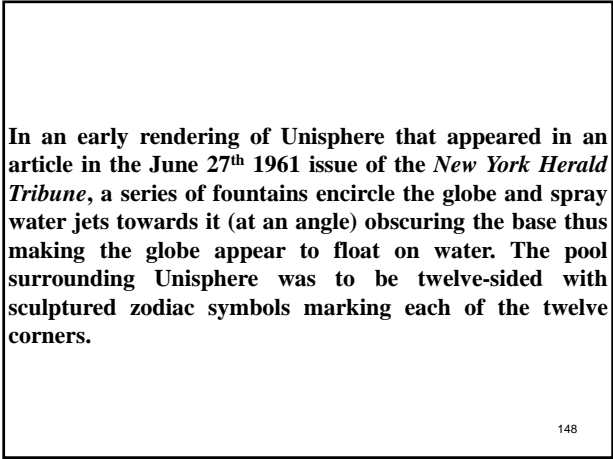 In an early rendering of Unisphere that appeared in an
article in the June 27th 1961 issue of the New York Herald
Tribune, a series of fountains encircle the globe and spray
water jets towards it (at an angle) obscuring the base thus
making the globe appear to float on water. The pool
surrounding Unisphere was to be twelve-sided with
sculptured zodiac symbols marking each of the twelve
corners.
148